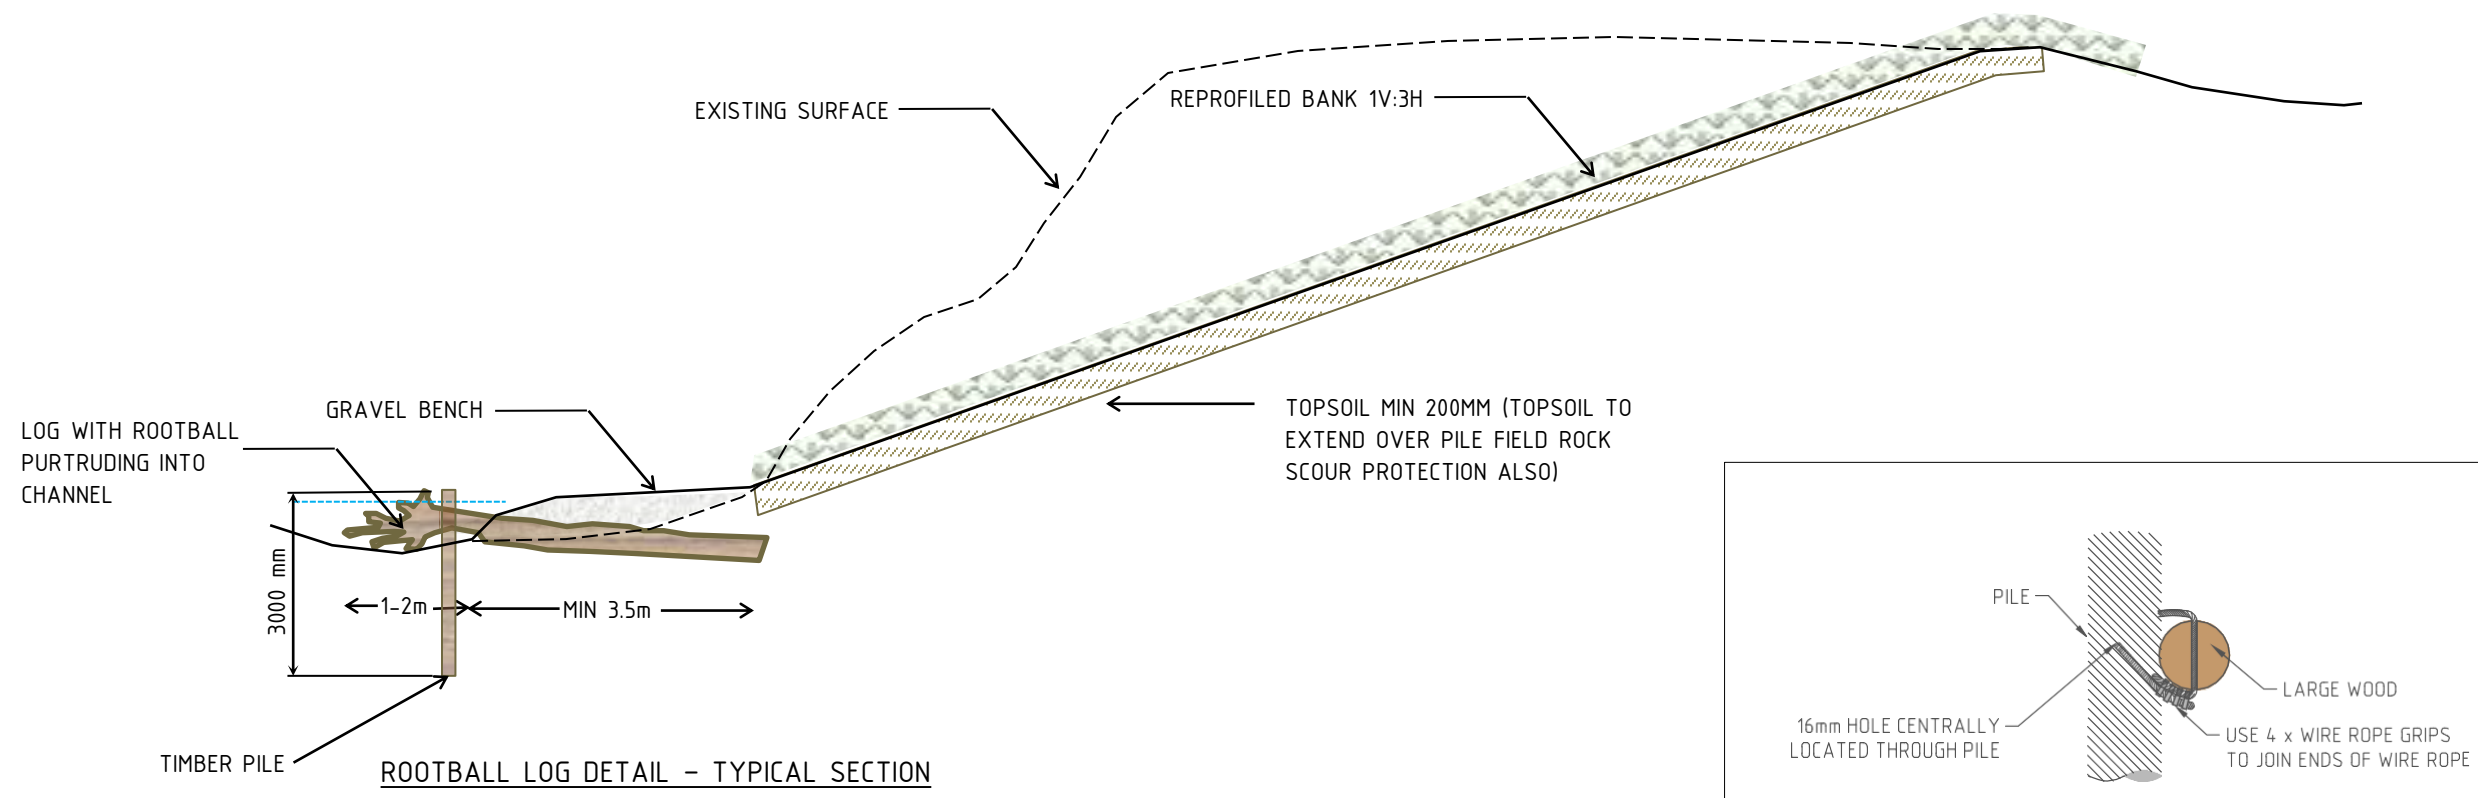 EXISTING SURFACE
REPROFILED BANK 1V:3H
GRAVEL BENCH
LOG WITH ROOTBALL
PURTRUDING INTO
CHANNEL
TOPSOIL MIN 200MM (TOPSOIL TO
EXTEND OVER PILE FIELD ROCK
SCOUR PROTECTION ALSO)
3000 mm
1-2m
MIN 3.5m
TIMBER PILE
ROOTBALL LOG DETAIL - TYPICAL SECTION
PILE
LARGE WOOD
16mm HOLE CENTRALLY
LOCATED THROUGH PILE
USE 4 x WIRE ROPE GRIPS
TO JOIN ENDS OF WIRE ROPE